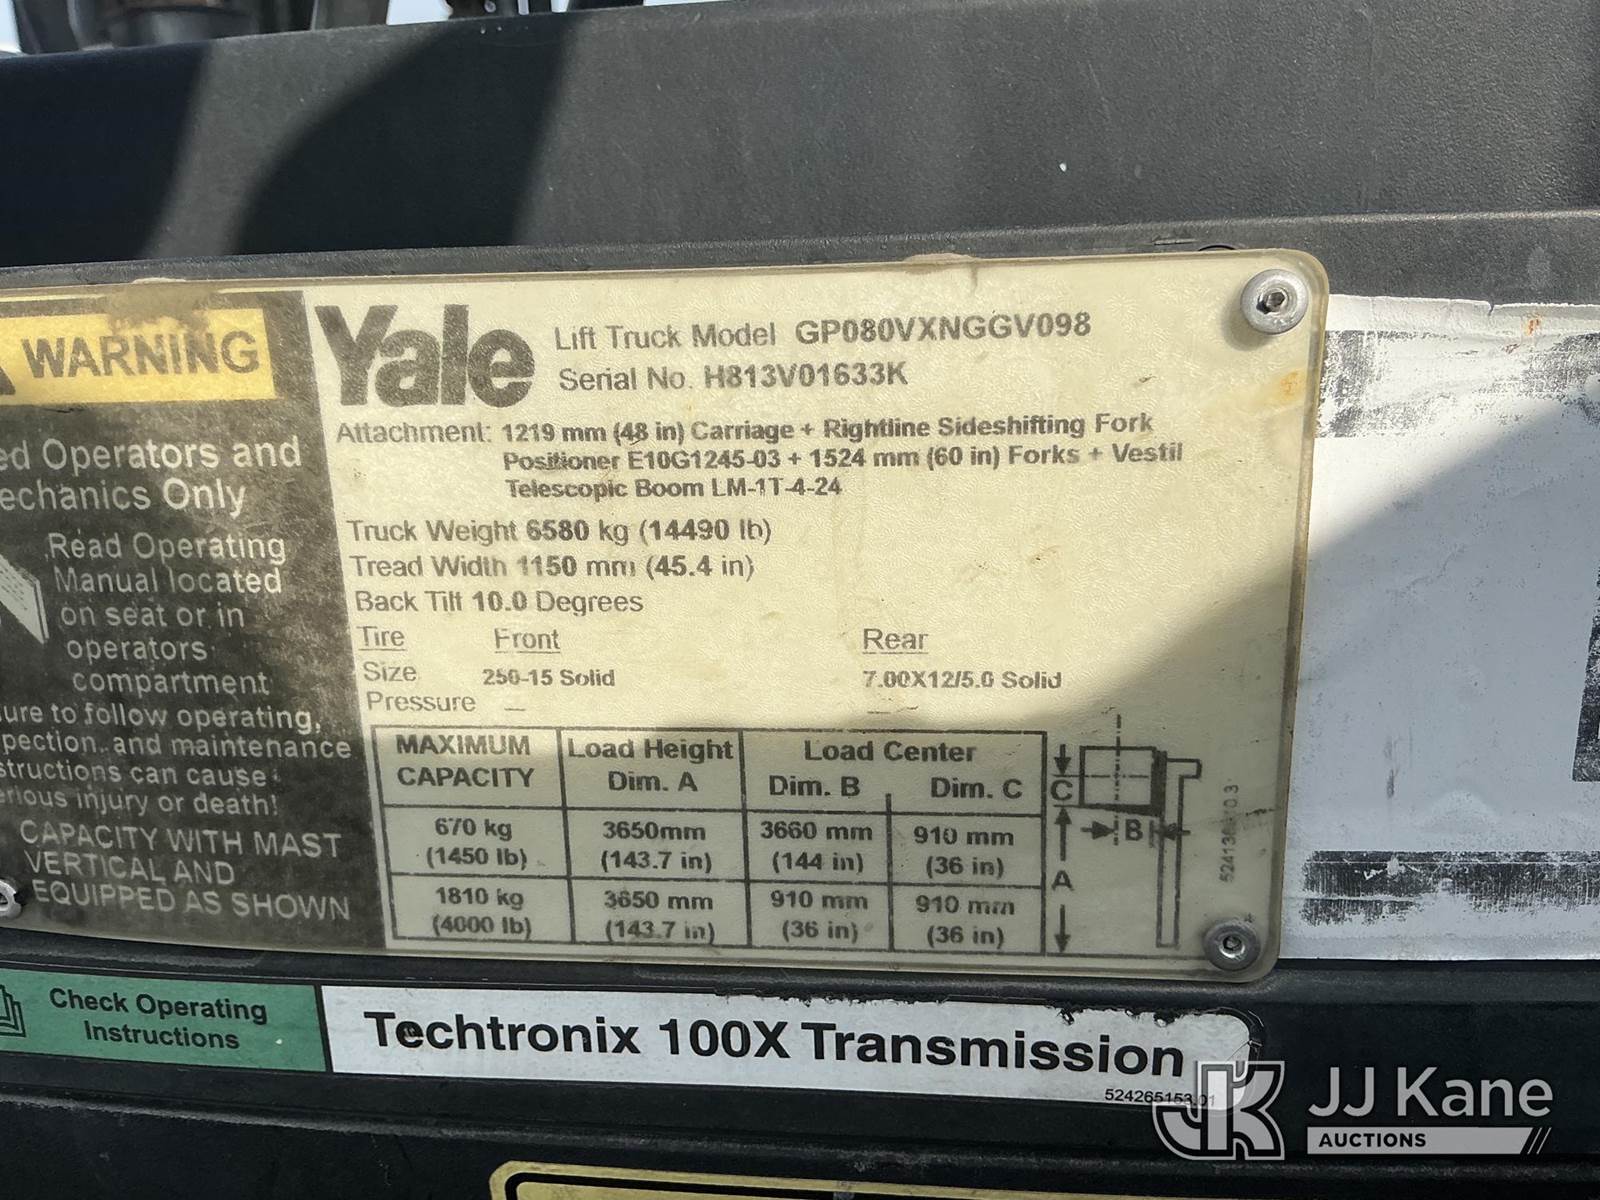 WARNING
ed Operators and
echanics Only
Read Operating
Manual located
on seat or in
operators
compartment
ure to follow operating,
pection, and maintenance
structions can cause
erious injury or death!
CAPACITY WITH MAST
VERTICAL AND
EQUIPPED AS SHOWN
Yale
Lift Truck Model GP080VXNGGV098
Serial No. H813V01633K
Attachment: 1219 mm (48 in) Carriage + Rightline Sideshifting Fork
Positioner E10G1245-03 + 1524 mm (60 in) Forks + Vestil
Telescopic Boom LM-1T-4-24
Truck Weight 6580 kg (14490 lb)
Tread Width 1150 mm (45.4 in)
Back Tilt 10.0 Degrees
Tire Front Rear
Size 250-15 Solid 7.00X12/5.0 Solid
Pressure — —
MAXIMUM CAPACITY Load Height Dim. A Load Center Dim. B Dim. C
670 kg 3650mm 3660 mm 910 mm
(1450 lb) (143.7 in) (144 in) (36 in)
1810 kg 3650 mm 910 mm 910 mm
(4000 lb) (143.7 in) (36 in) (36 in)
C
B
A
Check Operating
Instructions
Techtronix 100X Transmission
524265153.01
JK JJ Kane
AUCTIONS